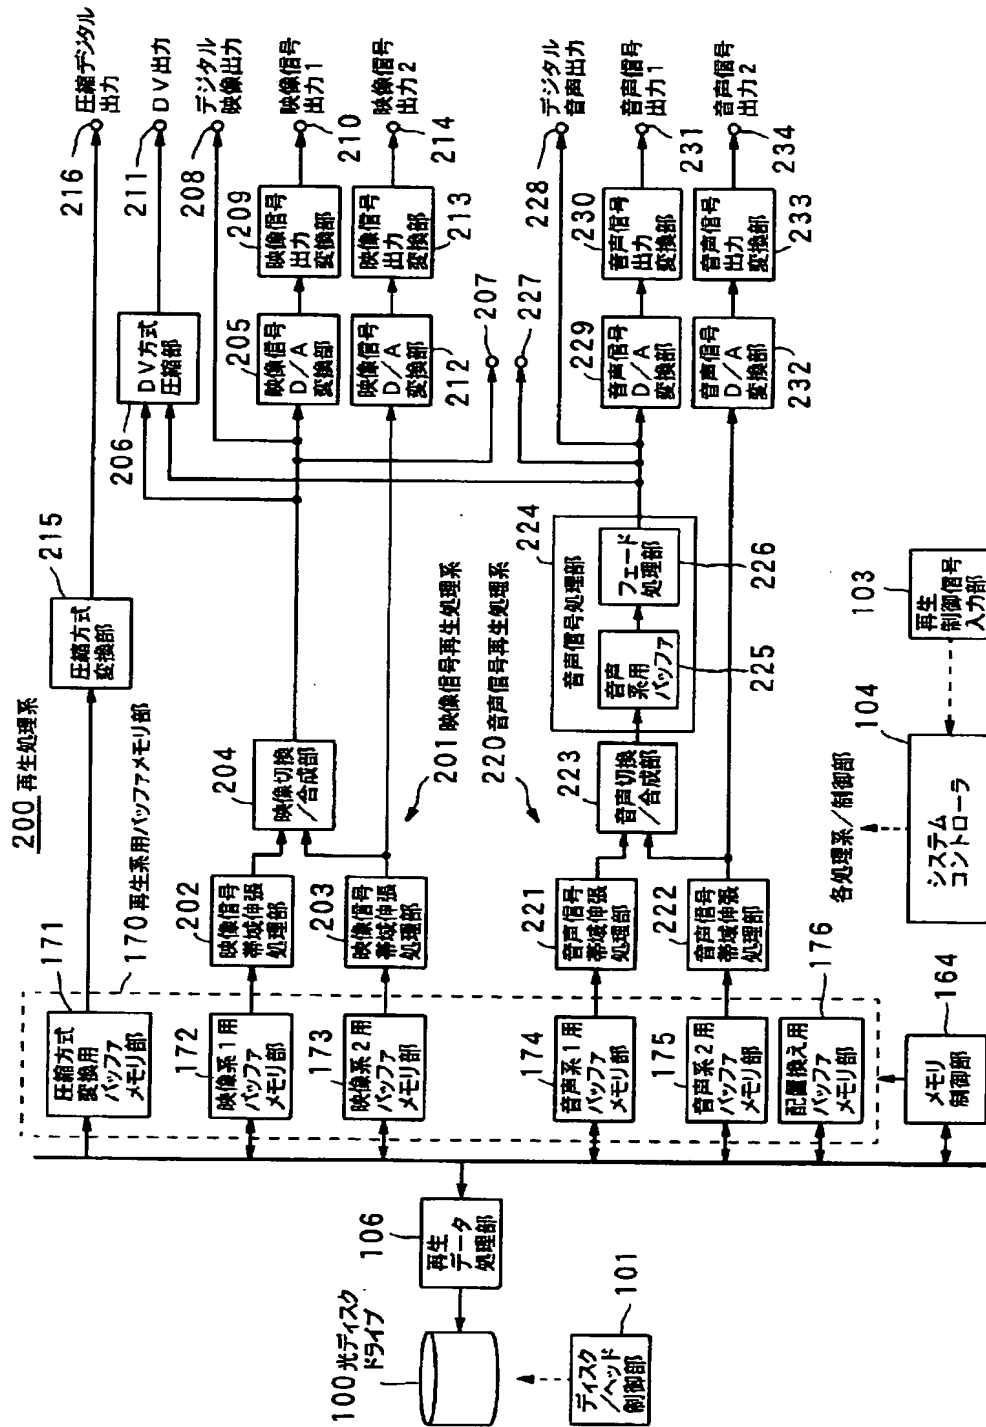 200 再生処理系
171
170 再生系用バッファメモリ部
圧縮方式
変換用
バッファ
メモリ部
215
圧縮方式
変換部
216
圧縮デジタル
出力
206
DV方式
圧縮部
211
DV出力
208
デジタル
映像出力
172
映像系1用
バッファ
メモリ部
202
映像信号
帯域伸張
処理部
204
映像切換
/合成部
205
映像信号
D/A
変換部
209
映像信号
出力
変換部
210
映像信号
出力1
173
映像系2用
バッファ
メモリ部
203
映像信号
帯域伸張
処理部
212
映像信号
D/A
変換部
213
映像信号
出力
変換部
214
映像信号
出力2
201 映像信号再生処理系
207
227
220 音声信号再生処理系
174
音声系1用
バッファ
メモリ部
221
音声信号
帯域伸張
処理部
223
音声切換
/合成部
224
音声信号処理部
225
音声
系用
バッファ
226
フェード
処理部
228
デジタル
音声出力
229
音声信号
D/A
変換部
230
音声信号
出力
変換部
231
音声信号
出力1
175
音声系2用
バッファ
メモリ部
222
音声信号
帯域伸張
処理部
232
音声信号
D/A
変換部
233
音声信号
出力
変換部
234
音声信号
出力2
176
配置換え用
バッファ
メモリ部
164
メモリ
制御部
各処理系/制御部
104
システム
コントローラ
103
再生
制御信号
入力部
100 光ディスク
ドライブ
106
再生
データ
処理部
101
ディスク
/ヘッド
制御部